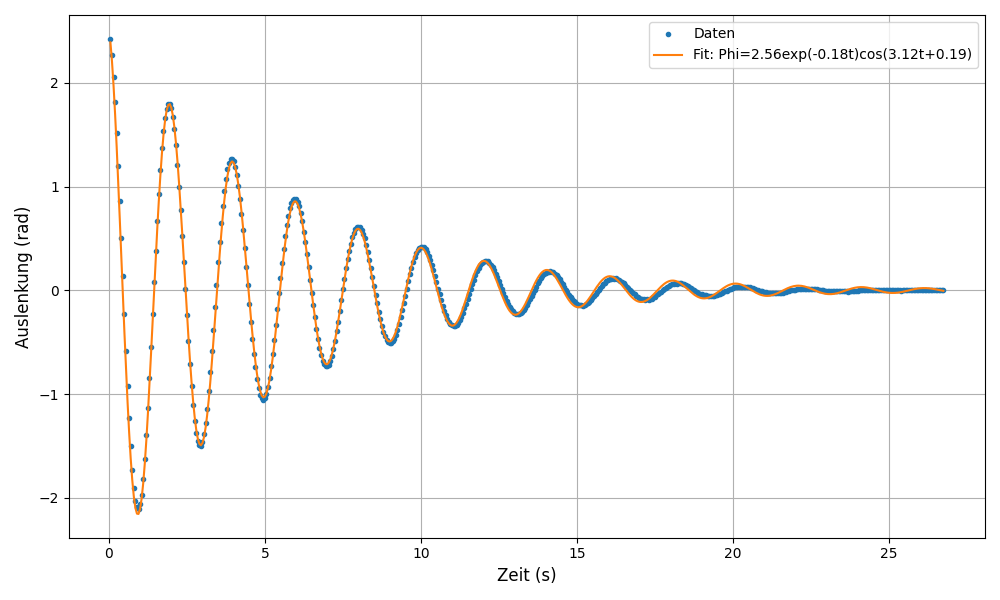 Daten
Fit: Phi=2.56exp(-0.18t)cos(3.12t+0.19)
Auslenkung (rad)
2
1
0
−1
−2
0 5 10 15 20 25
Zeit (s)